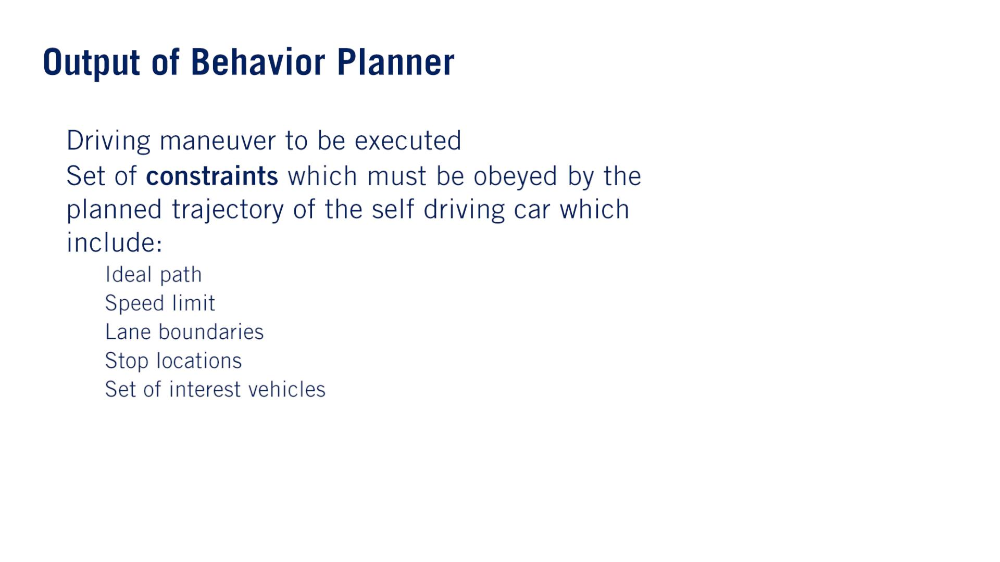 Output of Behavior Planner
Driving maneuver to be executed
Set of constraints which must be obeyed by the
planned trajectory of the self driving car which
include:
Ideal path
Speed limit
Lane boundaries
Stop locations
Set of interest vehicles